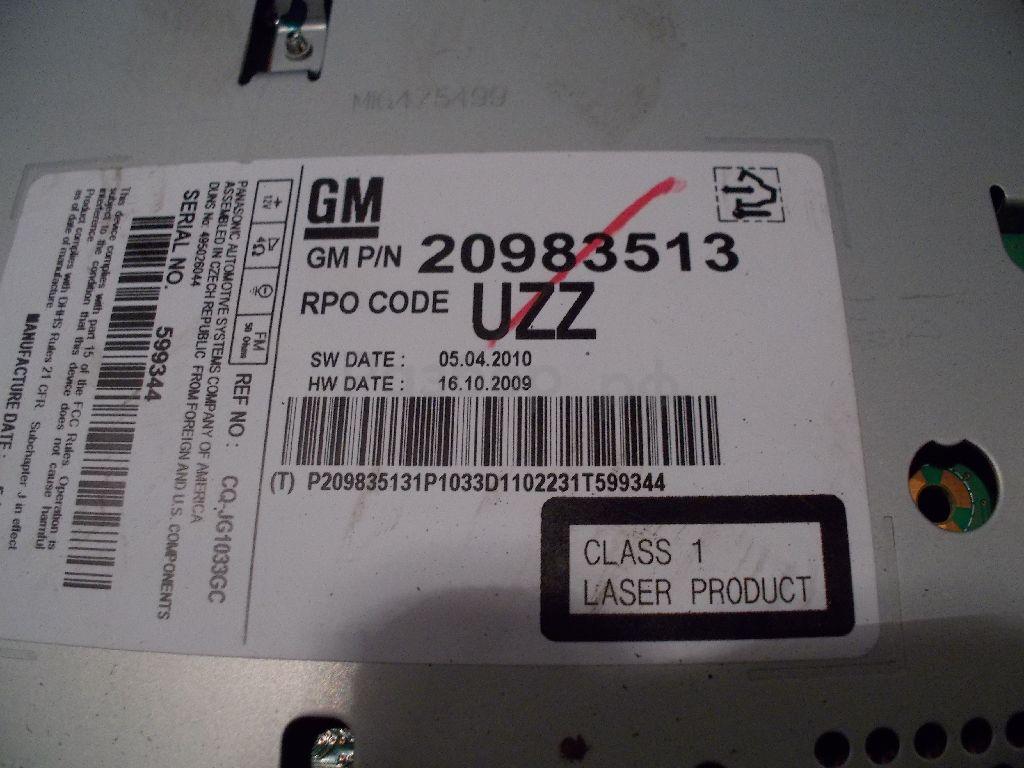 MIG475499
GM
GM P/N 20983513
RPO CODE UZZ
SW DATE : 05.04.2010
HW DATE : 16.10.2009
(T) P209835131P1033D1102231T599344
CLASS 1
LASER PRODUCT
+ 12V 4Ω FM 50 Ohms
REF NO : CQ-JG1033GC
PANASONIC AUTOMOTIVE SYSTEMS COMPANY OF AMERICA
ASSEMBLED IN CZECH REPUBLIC FROM FOREIGN AND U.S. COMPONENTS
DUNS No 495026044
SERIAL NO. 599344
This device complies with part 15 of the FCC Rules. Operation is
subject to the condition that this device does not cause harmful
interference.
Product complies with DHHS Rules 21 CFR Subchapter J in effect
as of date of manufacture
MANUFACTURE DATE :